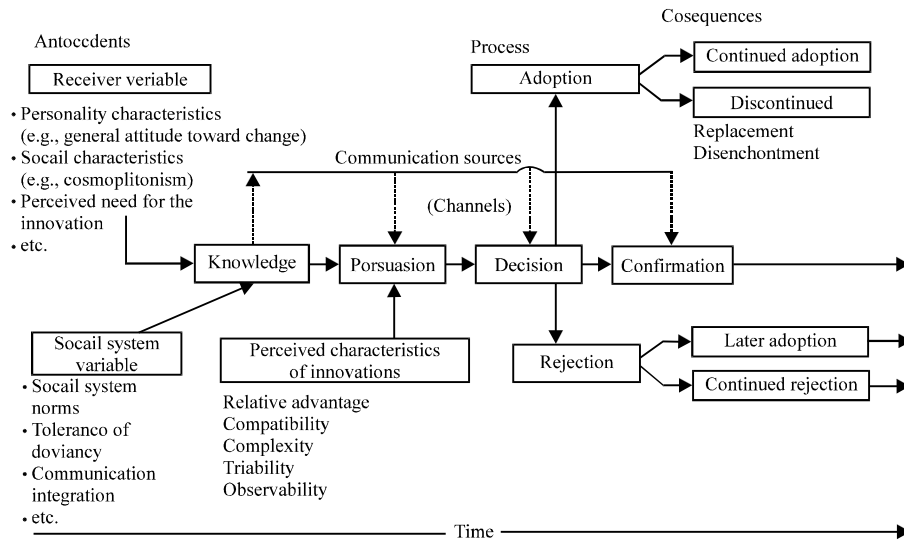 Cosequences
Antoccdents
Process
Receiver veriable
Adoption
Continued adoption
Discontinued
Replacement
Disenchontment
• Personality characteristics
(e.g., general attitude toward change)
• Socail characteristics
(e.g., cosmoplitonism)
• Perceived need for the
innovation
• etc.
Communication sources
(Channels)
Knowledge
Porsuasion
Decision
Confirmation
Socail system
variable
• Socail system
norms
• Toleranco of
doviancy
• Communication
integration
• etc.
Perceived characteristics
of innovations
Relative advantage
Compatibility
Complexity
Triability
Observability
Rejection
Later adoption
Continued rejection
Time